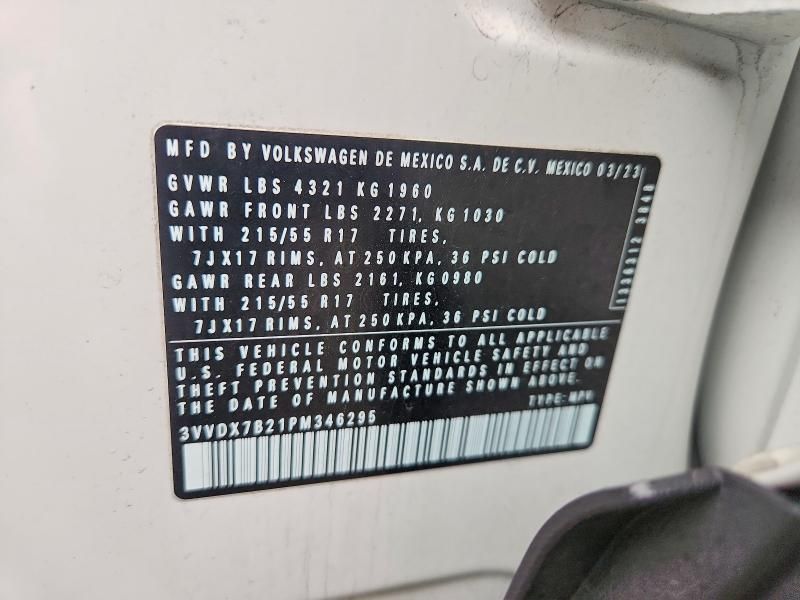 MFD BY VOLKSWAGEN DE MEXICO S.A. DE C.V. MEXICO 03/23
GVWR LBS 4321 KG 1960
GAWR FRONT LBS 2271, KG 1030
WITH 215/55 R17 TIRES,
7JX17 RIMS, AT 250 KPA, 36 PSI COLD
GAWR REAR LBS 2161, KG 0980
WITH 215/55 R17 TIRES,
7JX17 RIMS, AT 250 KPA, 36 PSI COLD
THIS VEHICLE CONFORMS TO ALL APPLICABLE
U.S. FEDERAL MOTOR VEHICLE SAFETY AND
THEFT PREVENTION STANDARDS IN EFFECT ON
THE DATE OF MANUFACTURE SHOWN ABOVE.
TYPE: MPV
3VVDX7B21PM346295